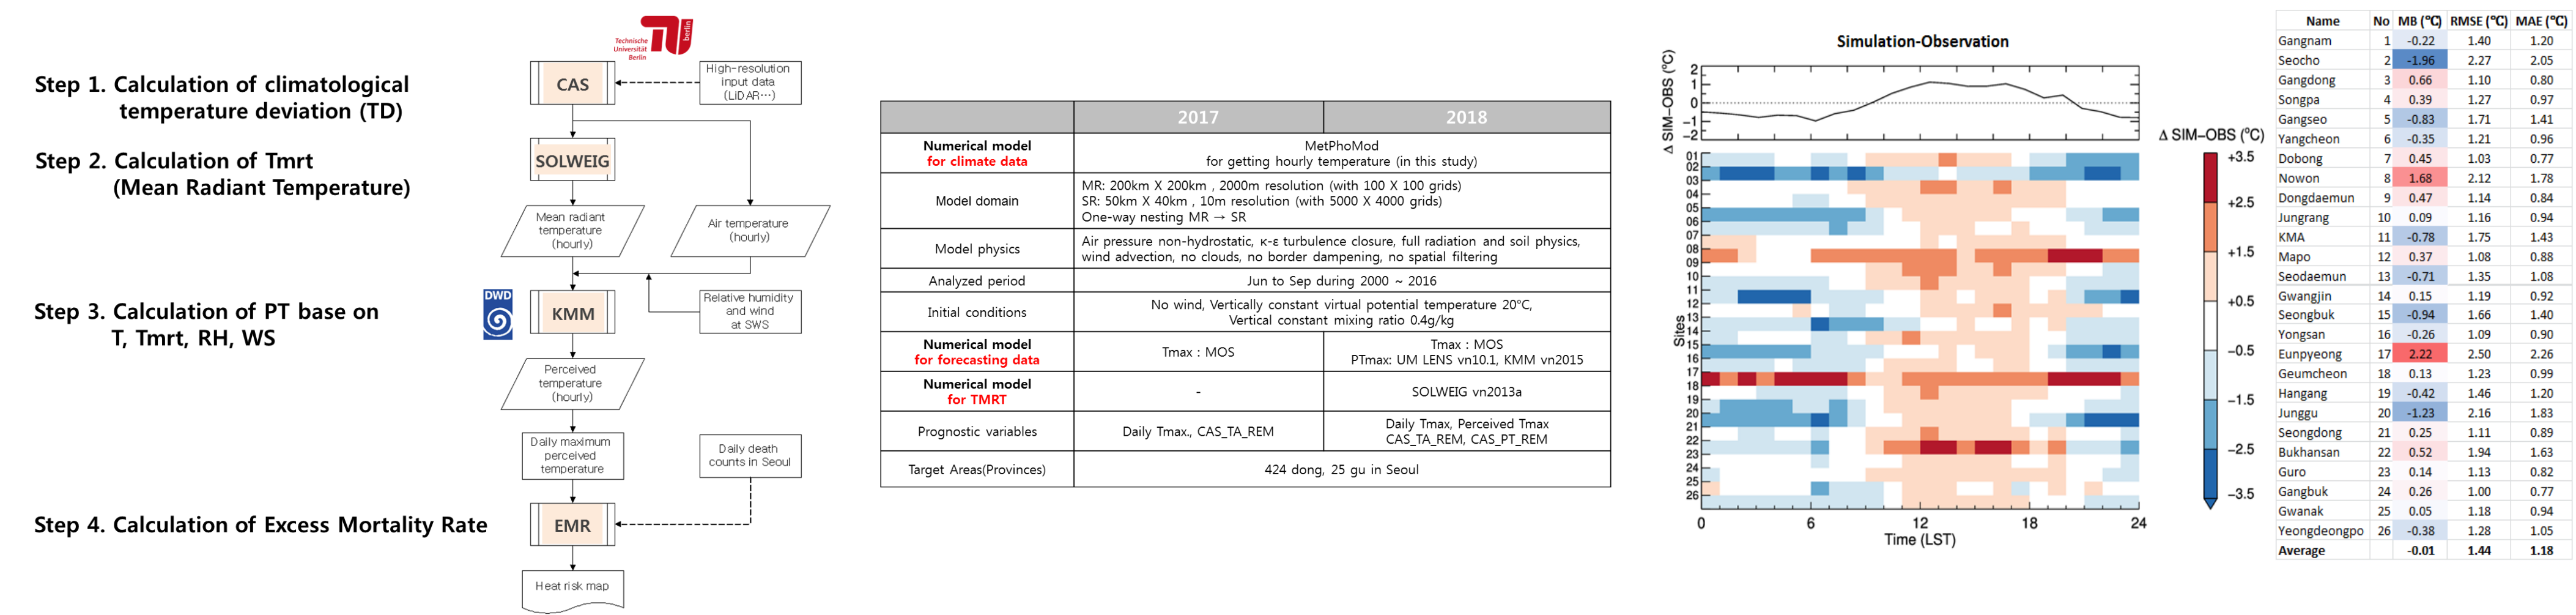 Step 1. Calculation of climatological
temperature deviation (TD)
Step 2. Calculation of Tmrt
(Mean Radiant Temperature)
Step 3. Calculation of PT base on
T, Tmrt, RH, WS
Step 4. Calculation of Excess Mortality Rate
Technische
Universität
Berlin
berlin
CAS
High-resolution
input data
(LiDAR⋯)
SOLWEIG
Mean radiant
temperature
(hourly)
Air temperature
(hourly)
DWD
KMM
Relative humidity
and wind
at SWS
Perceived
temperature
(hourly)
Daily maximum
perceived
temperature
Daily death
counts in Seoul
EMR
Heat risk map
2017 2018
Numerical model
for climate data
MetPhoMod
for getting hourly temperature (in this study)
Model domain
MR: 200km X 200km , 2000m resolution (with 100 X 100 grids)
SR: 50km X 40km , 10m resolution (with 5000 X 4000 grids)
One-way nesting MR → SR
Model physics
Air pressure non-hydrostatic, κ-ε turbulence closure, full radiation and soil physics,
wind advection, no clouds, no border dampening, no spatial filtering
Analyzed period
Jun to Sep during 2000 ~ 2016
Initial conditions
No wind, Vertically constant virtual potential temperature 20℃,
Vertical constant mixing ratio 0.4g/kg
Numerical model
for forecasting data
Tmax : MOS
Tmax : MOS
PTmax: UM LENS vn10.1, KMM vn2015
Numerical model
for TMRT
-
SOLWEIG vn2013a
Prognostic variables
Daily Tmax., CAS_TA_REM
Daily Tmax, Perceived Tmax
CAS_TA_REM, CAS_PT_REM
Target Areas(Provinces)
424 dong, 25 gu in Seoul
Simulation-Observation
Δ SIM−OBS (℃)
2
1
0
−1
−2
Sites
01
02
03
04
05
06
07
08
09
10
11
12
13
14
15
16
17
18
19
20
21
22
23
24
25
26
0 6 12 18 24
Time (LST)
Δ SIM−OBS (℃)
+3.5
+2.5
+1.5
+0.5
−0.5
−1.5
−2.5
−3.5
Name No MB (℃) RMSE (℃) MAE (℃)
Gangnam 1 -0.22 1.40 1.20
Seocho 2 -1.96 2.27 2.05
Gangdong 3 0.66 1.10 0.80
Songpa 4 0.39 1.27 0.97
Gangseo 5 -0.83 1.71 1.41
Yangcheon 6 -0.35 1.21 0.96
Dobong 7 0.45 1.03 0.77
Nowon 8 1.68 2.12 1.78
Dongdaemun 9 0.47 1.14 0.84
Jungrang 10 0.09 1.16 0.94
KMA 11 -0.78 1.75 1.43
Mapo 12 0.37 1.08 0.88
Seodaemun 13 -0.71 1.35 1.08
Gwangjin 14 0.15 1.19 0.92
Seongbuk 15 -0.94 1.66 1.40
Yongsan 16 -0.26 1.09 0.90
Eunpyeong 17 2.22 2.50 2.26
Geumcheon 18 0.13 1.23 0.99
Hangang 19 -0.42 1.46 1.20
Junggu 20 -1.23 2.16 1.83
Seongdong 21 0.25 1.11 0.89
Bukhansan 22 0.52 1.94 1.63
Guro 23 0.14 1.13 0.82
Gangbuk 24 0.26 1.00 0.77
Gwanak 25 0.05 1.18 0.94
Yeongdeongpo 26 -0.38 1.28 1.05
Average -0.01 1.44 1.18